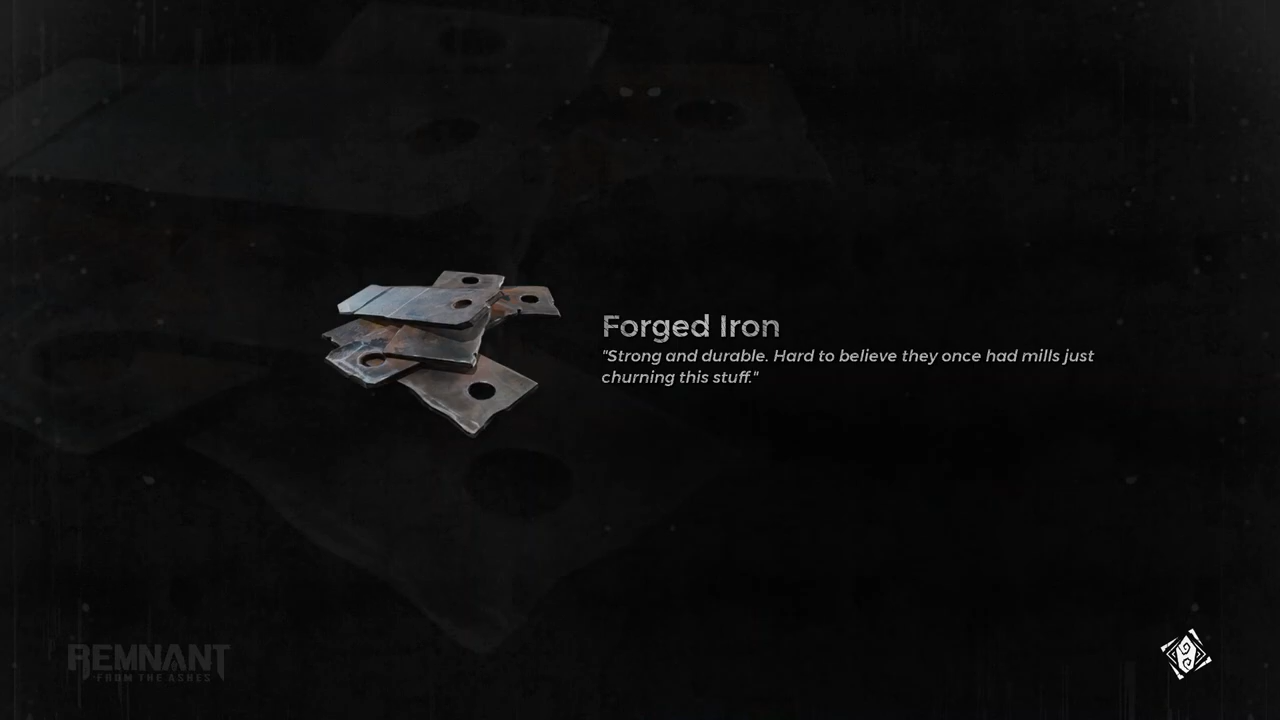 Forged Iron
"Strong and durable. Hard to believe they once had mills just
churning this stuff."
REMNANT
FROM THE ASHES